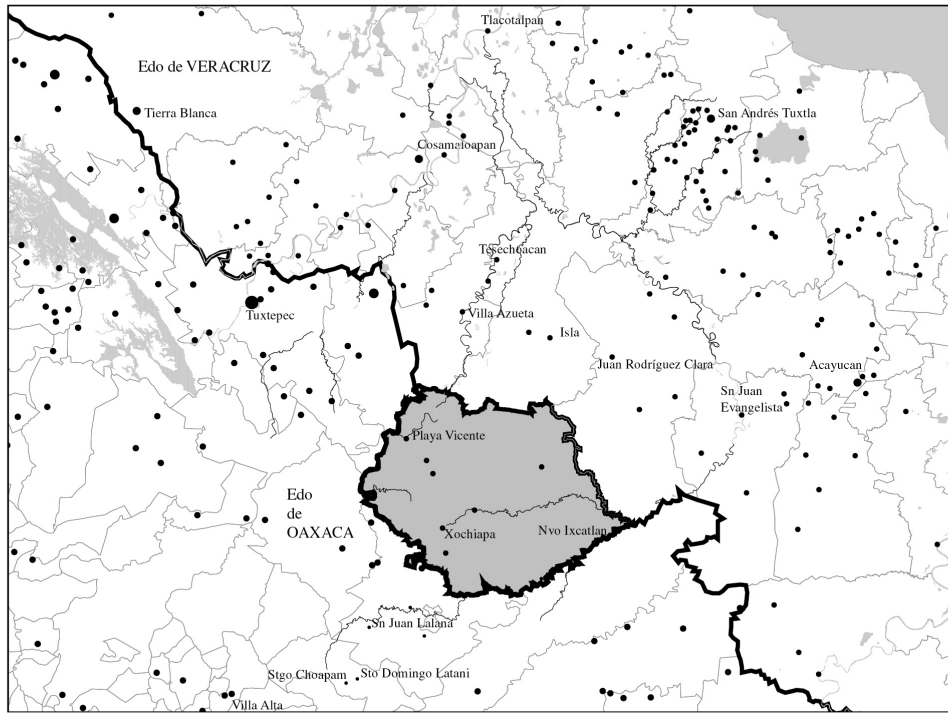 Tlacotalpan
Edo de VERACRUZ
Tierra Blanca
San Andrés Tuxtla
Cosamaloapan
Tesechoacan
Tuxtepec
Villa Azueta
Isla
Juan Rodríguez Clara
Acayucan
Sn Juan
Evangelista
Playa Vicente
Edo
de
OAXACA
Xochiapa
Nvo Ixcatlan
Sn Juan Lalana
Stgo Choapam
Sto Domingo Latani
Villa Alta